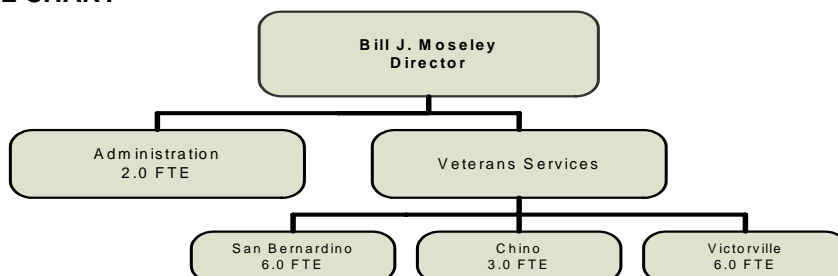 Bill J. Moseley
Director
Administration
2.0 FTE
Veterans Services
San Bernardino
6.0 FTE
Chino
3.0 FTE
Victorville
6.0 FTE